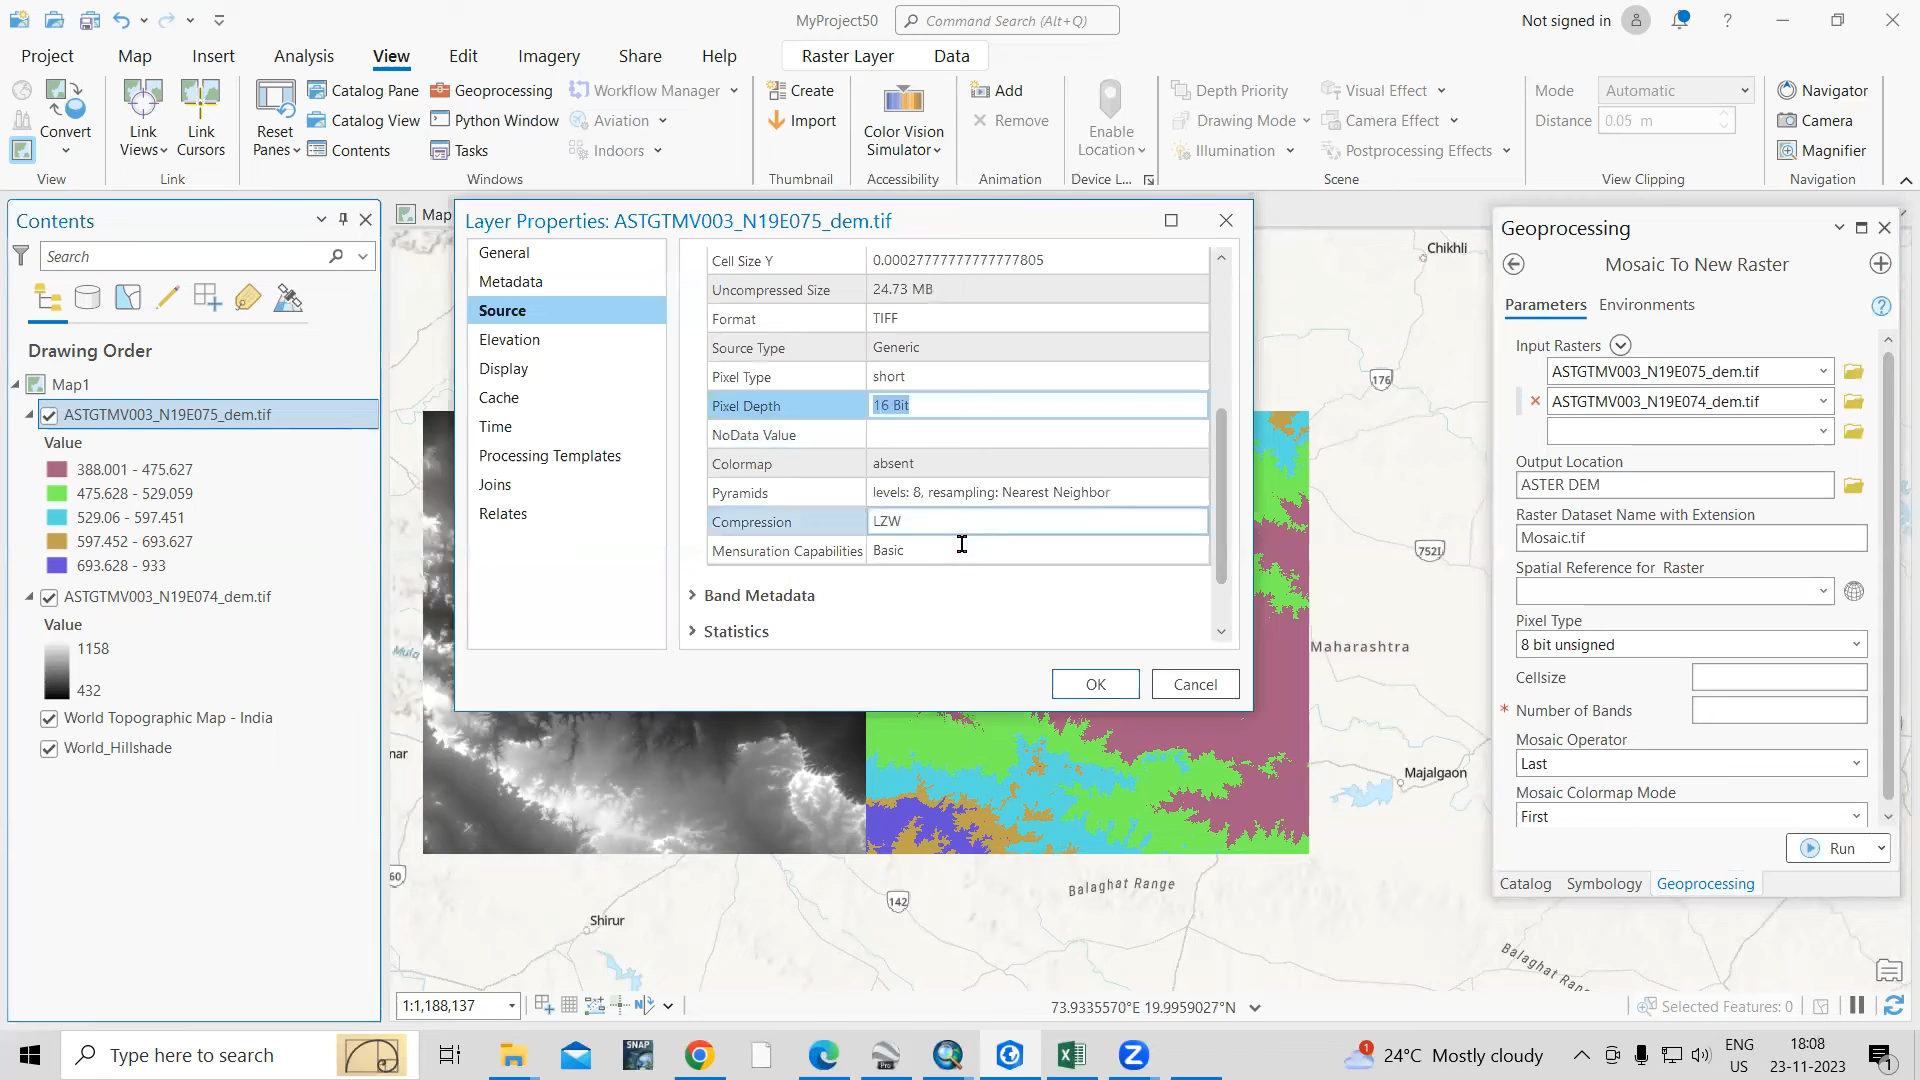 MyProject50
Command Search (Alt+Q)
Not signed in
?
Project
Map
Insert
Analysis
View
Edit
Imagery
Share
Help
Raster Layer
Data
Convert
Link Views
Link Cursors
View
Link
Reset Panes
Catalog Pane
Catalog View
Contents
Geoprocessing
Python Window
Tasks
Workflow Manager
Aviation
Indoors
Windows
Create
Import
Thumbnail
Color Vision Simulator
Accessibility
Add
Remove
Animation
Enable Location
Device L...
Depth Priority
Drawing Mode
Illumination
Visual Effect
Camera Effect
Postprocessing Effects
Scene
Mode
Automatic
Distance
0.05 m
View Clipping
Navigator
Camera
Magnifier
Navigation
Contents
Search
Drawing Order
Map1
ASTGTMV003_N19E075_dem.tif
Value
388.001 - 475.627
475.628 - 529.059
529.06 - 597.451
597.452 - 693.627
693.628 - 933
ASTGTMV003_N19E074_dem.tif
Value
1158
432
World Topographic Map - India
World_Hillshade
Map
Layer Properties: ASTGTMV003_N19E075_dem.tif
General
Metadata
Source
Elevation
Display
Cache
Time
Processing Templates
Joins
Relates
Cell Size Y 0.00027777777777777805
Uncompressed Size 24.73 MB
Format TIFF
Source Type Generic
Pixel Type short
Pixel Depth 16 Bit
NoData Value
Colormap absent
Pyramids levels: 8, resampling: Nearest Neighbor
Compression LZW
Mensuration Capabilities Basic
Band Metadata
Statistics
OK
Cancel
Chikhli
176
752I
Maharashtra
Majalgaon
Mula
nar
60
Shirur
142
Balaghat Range
Balaghat Range
Geoprocessing
Mosaic To New Raster
Parameters
Environments
?
Input Rasters
ASTGTMV003_N19E075_dem.tif
ASTGTMV003_N19E074_dem.tif
Output Location
ASTER DEM
Raster Dataset Name with Extension
Mosaic.tif
Spatial Reference for Raster
Pixel Type
8 bit unsigned
Cellsize
* Number of Bands
Mosaic Operator
Last
Mosaic Colormap Mode
First
Run
Catalog
Symbology
Geoprocessing
1:1,188,137
73.9335570°E 19.9959027°N
Selected Features: 0
Type here to search
SNAP
1
24°C Mostly cloudy
ENG
US
18:08
23-11-2023
1